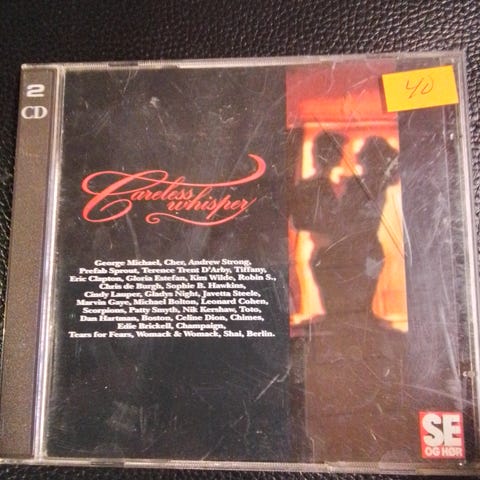 2
CD
40
Careless
whisper
George Michael, Cher, Andrew Strong,
Prefab Sprout, Terence Trent D'Arby, Tiffany,
Eric Clapton, Gloria Estefan, Kim Wilde, Robin S.,
Chris de Burgh, Sophie B. Hawkins,
Cindy Lauper, Gladys Night, Javetta Steele,
Marvin Gaye, Michael Bolton, Leonard Cohen,
Scorpions, Patty Smyth, Nik Kershaw, Toto,
Dan Hartman, Boston, Celine Dion, Chimes,
Edie Brickell, Champaign,
Tears for Fears, Womack & Womack, Shai, Berlin.
SE
OG HØR